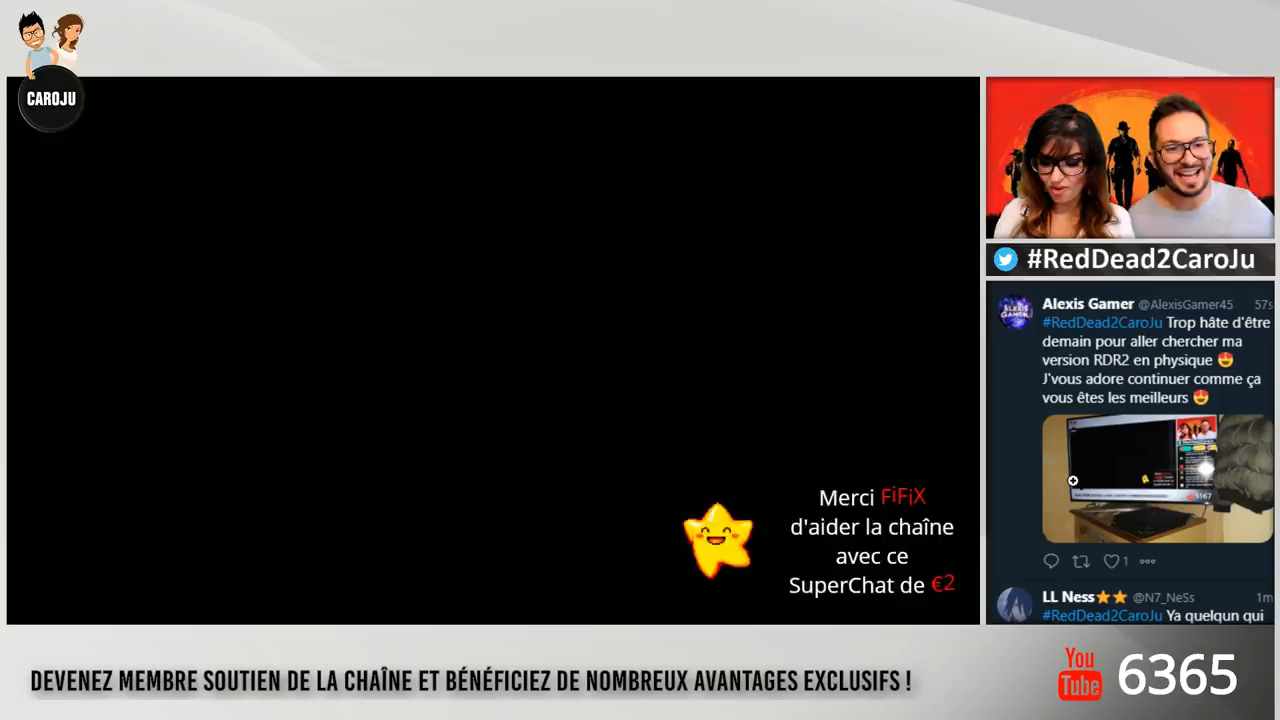 CAROJU
#RedDead2CaroJu
Alexis Gamer @AlexisGamer45 57s
#RedDead2CaroJu Trop hâte d'être
demain pour aller chercher ma
version RDR2 en physique 😍
J'vous adore continuer comme ça
vous êtes les meilleurs 😍
1
LL Ness⭐⭐ @N7_NeSs 1m
#RedDead2CaroJu Ya quelqun qui
Merci FiFiX
d'aider la chaîne
avec ce
SuperChat de €2
DEVENEZ MEMBRE SOUTIEN DE LA CHAÎNE ET BÉNÉFICIEZ DE NOMBREUX AVANTAGES EXCLUSIFS !
You
Tube
6365